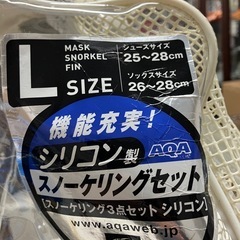 L
MASK
SNORKEL
FIN
SIZE
シューズサイズ
25~28cm
ソックスサイズ
26~28cm
機能充実!
シリコン製 AQA
スノーケリングセット
[スノーケリング3点セット シリコン]
www.aqaweb.jp